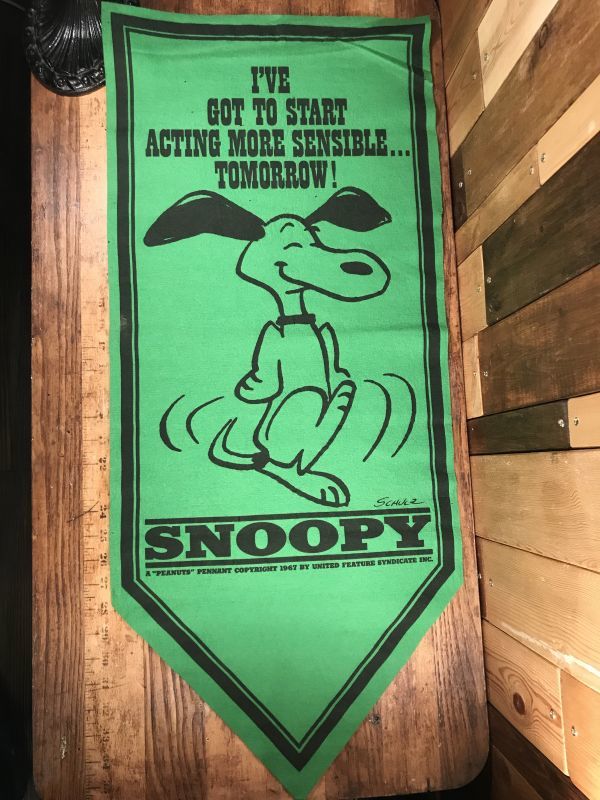 I'VE
GOT TO START
ACTING MORE SENSIBLE...
TOMORROW!
SCHULZ
SNOOPY
A "PEANUTS" PENNANT COPYRIGHT 1967 BY UNITED FEATURE SYNDICATE INC.